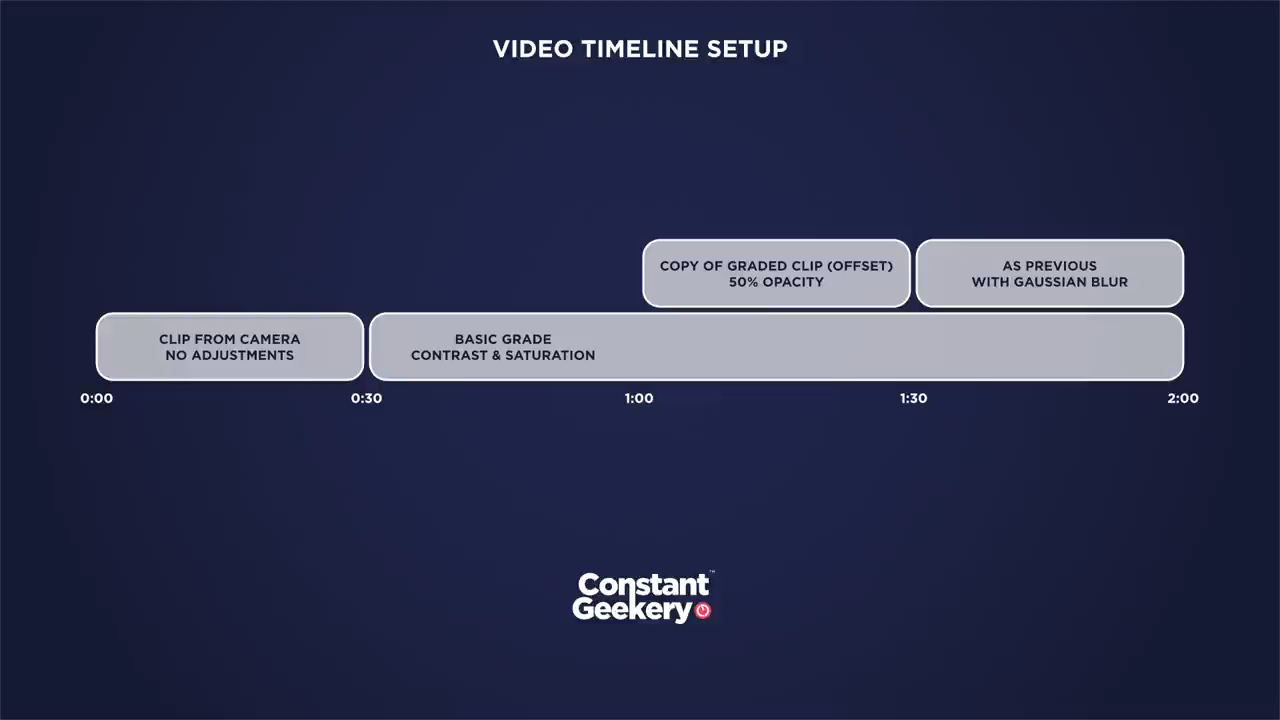 VIDEO TIMELINE SETUP
COPY OF GRADED CLIP (OFFSET)
50% OPACITY
AS PREVIOUS
WITH GAUSSIAN BLUR
CLIP FROM CAMERA
NO ADJUSTMENTS
BASIC GRADE
CONTRAST & SATURATION
0:00
0:30
1:00
1:30
2:00
Constant™
Geekery